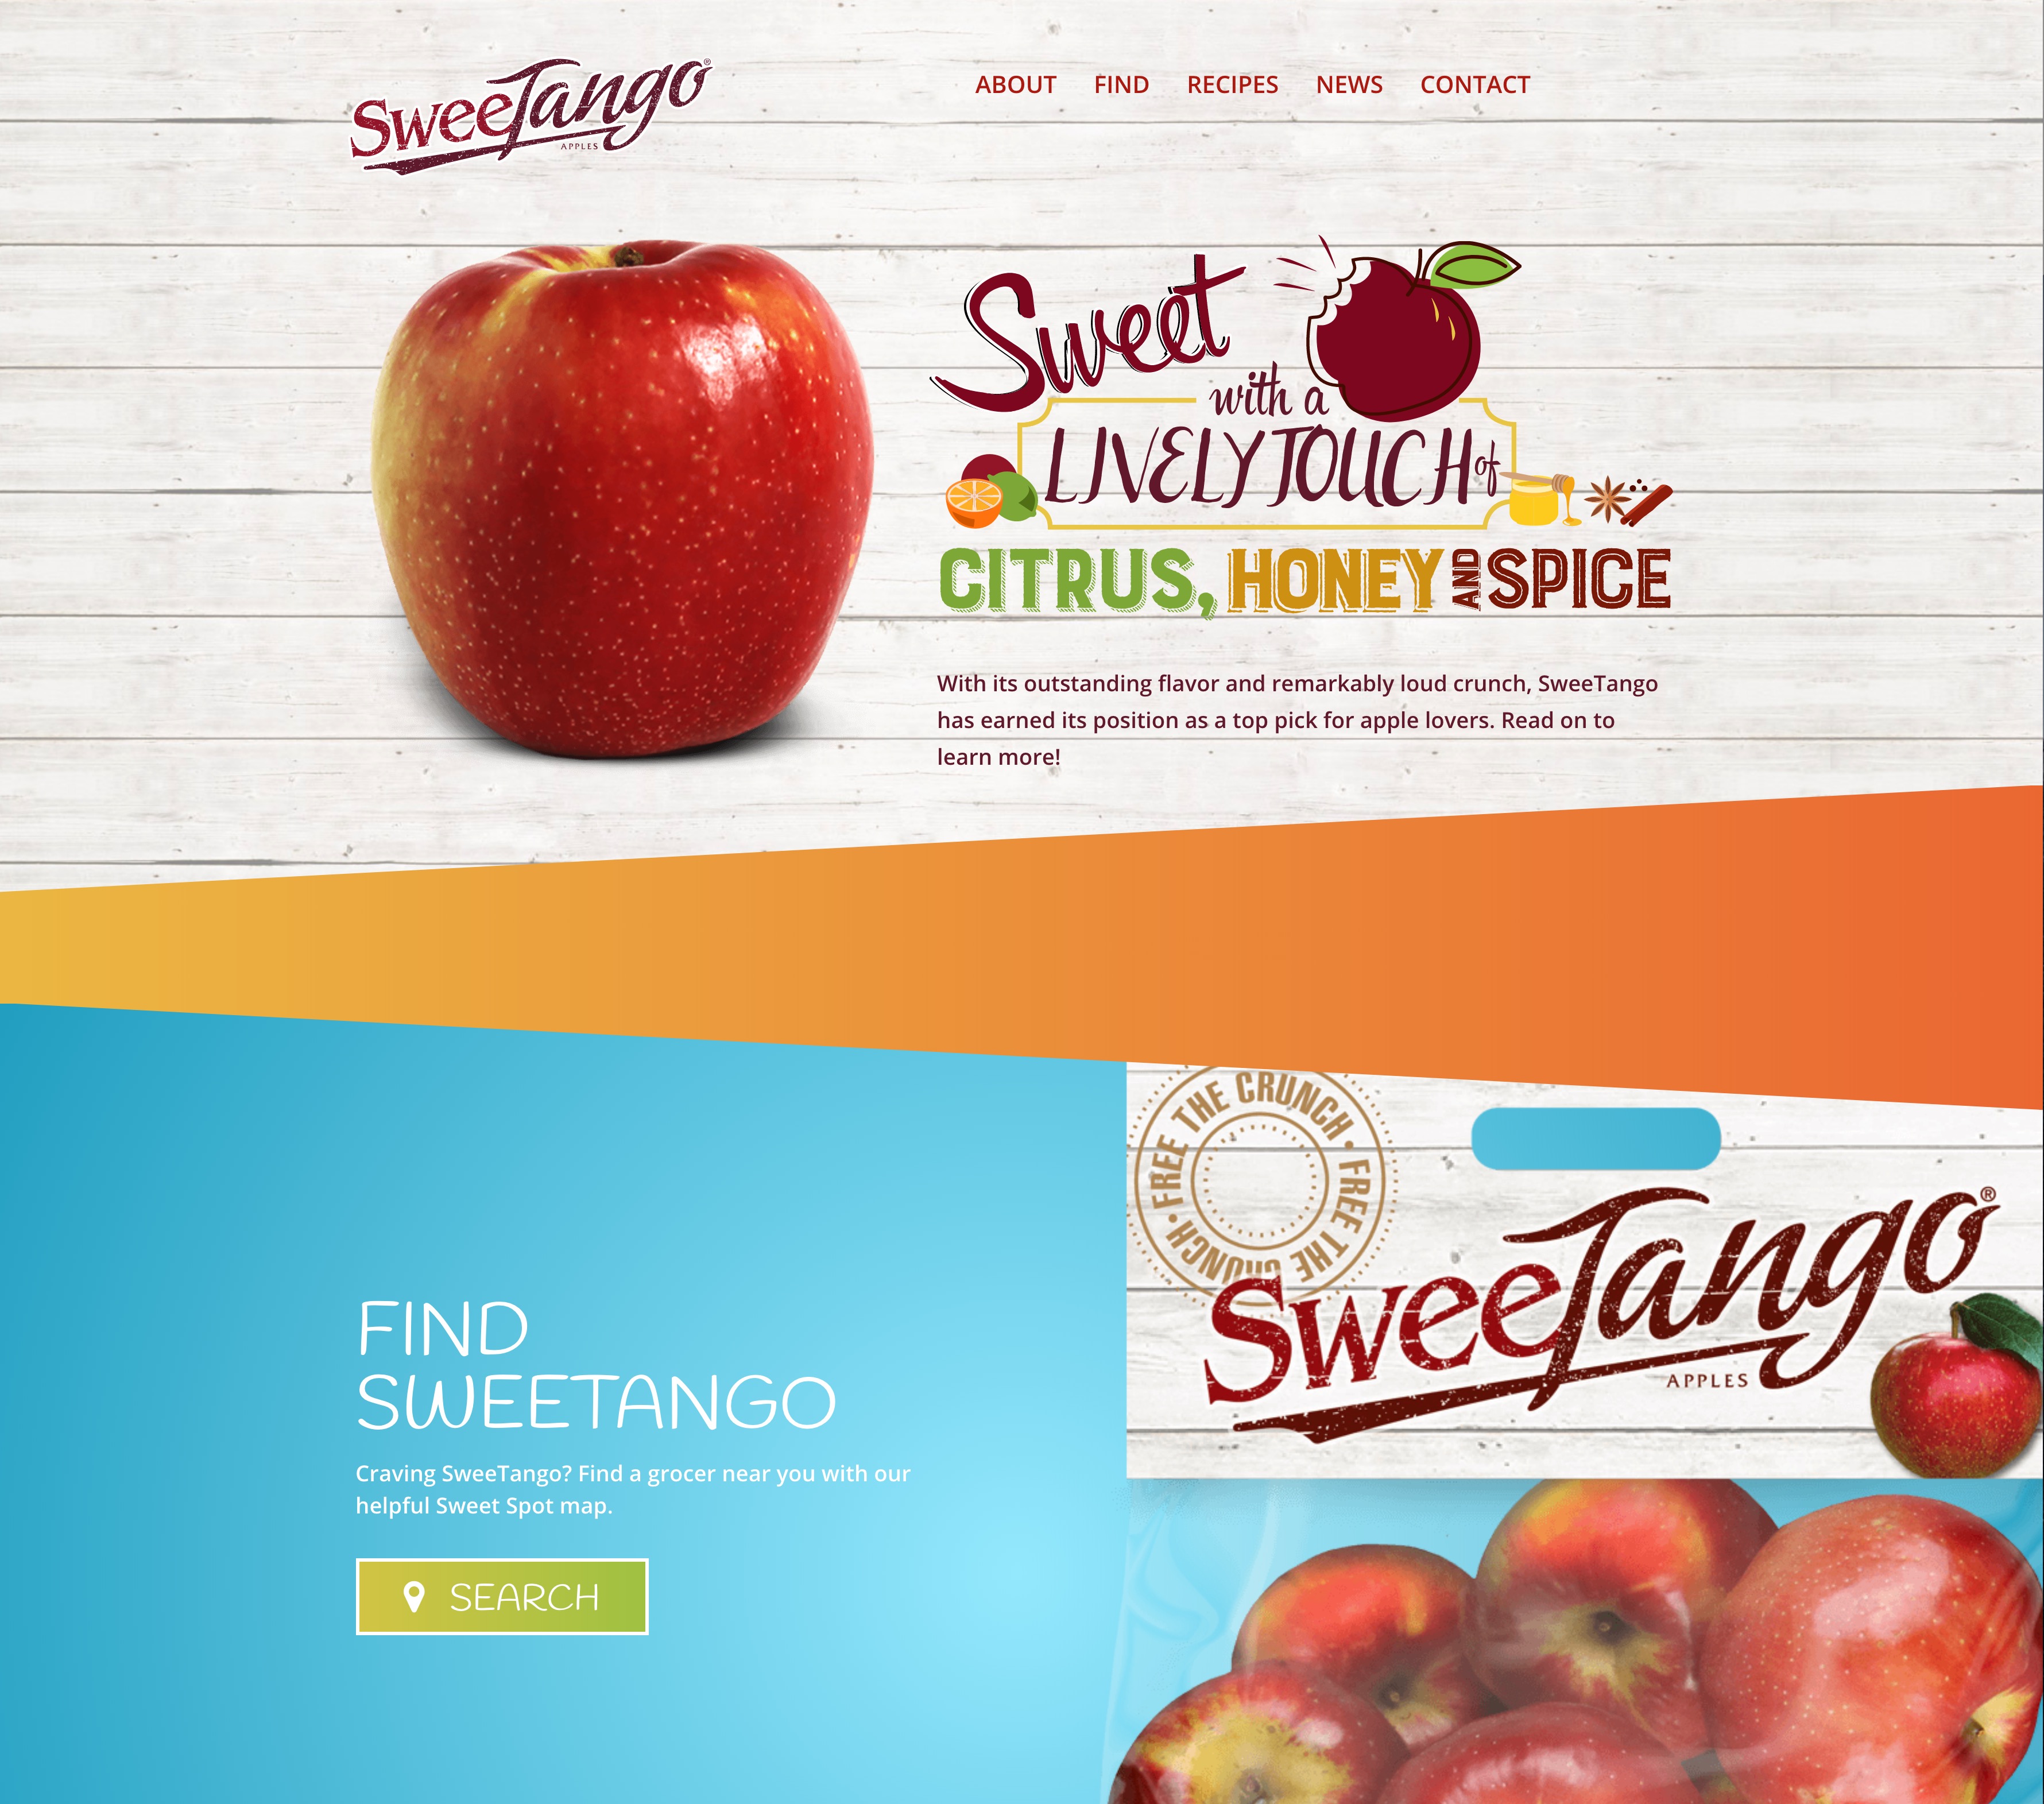 SweeTango®
APPLES
ABOUT FIND RECIPES NEWS CONTACT
Sweet
with a
LIVELY TOUCH of
CITRUS, HONEY AND SPICE
With its outstanding flavor and remarkably loud crunch, SweeTango
has earned its position as a top pick for apple lovers. Read on to
learn more!
FREE THE CRUNCH • FREE THE CRUNCH •
SweeTango®
APPLES
FIND
SWEETANGO
Craving SweeTango? Find a grocer near you with our
helpful Sweet Spot map.
SEARCH